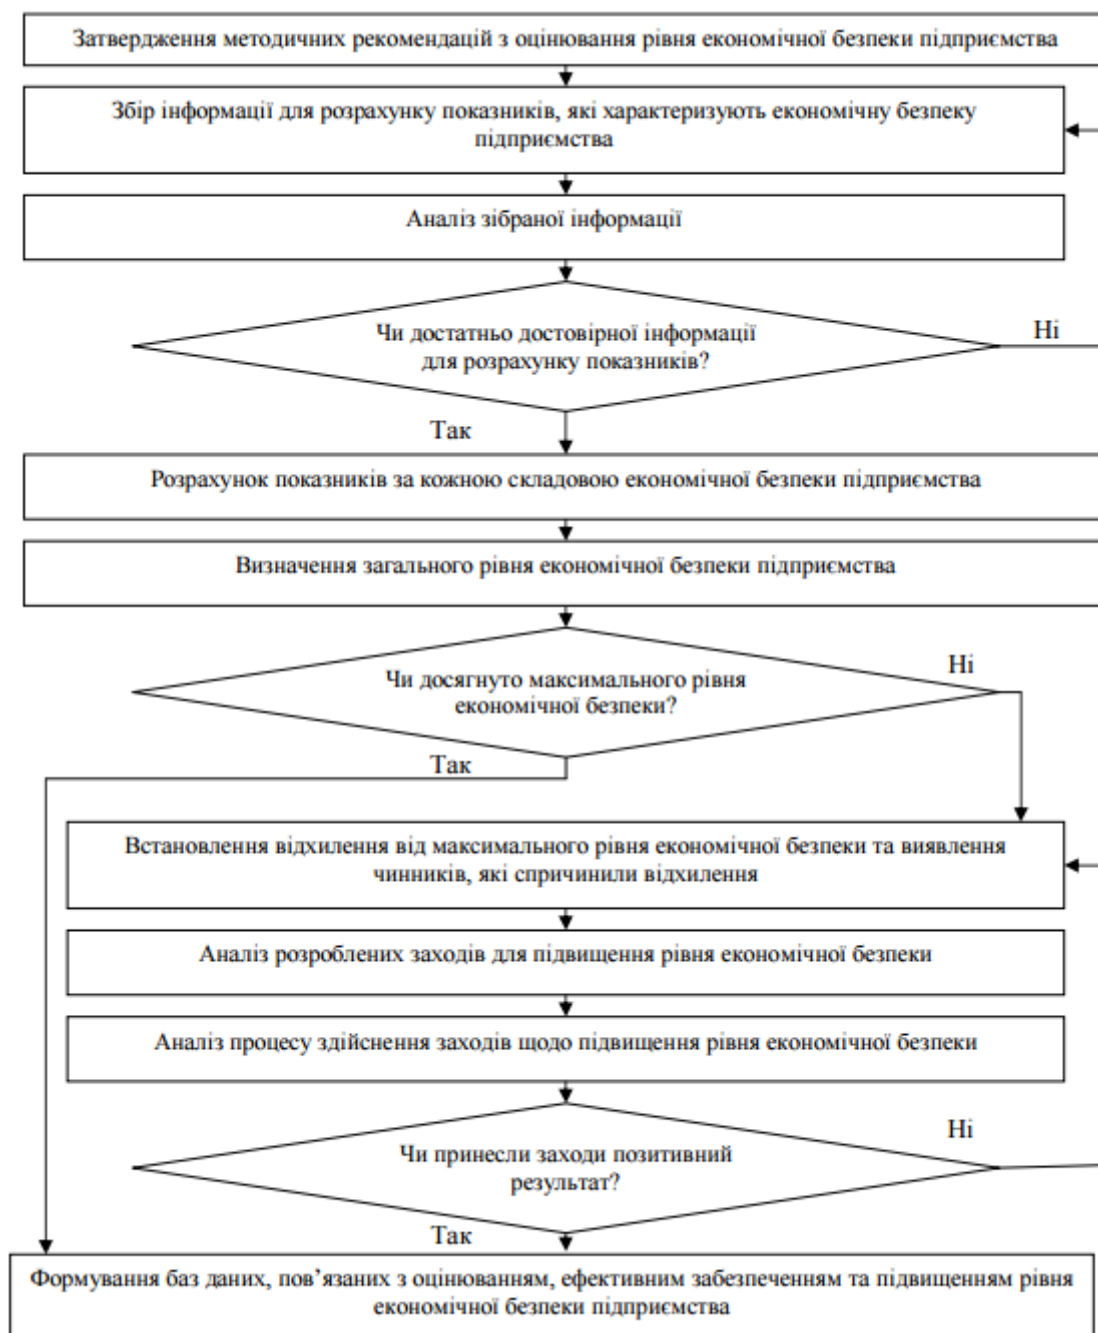 Затвердження методичних рекомендацій з оцінювання рівня економічної безпеки підприємства
Збір інформації для розрахунку показників, які характеризують економічну безпеку
підприємства
Аналіз зібраної інформації
Чи достатньо достовірної інформації
для розрахунку показників?
Ні
Так
Розрахунок показників за кожною складовою економічної безпеки підприємства
Визначення загального рівня економічної безпеки підприємства
Чи досягнуто максимального рівня
економічної безпеки?
Ні
Так
Встановлення відхилення від максимального рівня економічної безпеки та виявлення
чинників, які спричинили відхилення
Аналіз розроблених заходів для підвищення рівня економічної безпеки
Аналіз процесу здійснення заходів щодо підвищення рівня економічної безпеки
Чи принесли заходи позитивний
результат?
Ні
Так
Формування баз даних, пов’язаних з оцінюванням, ефективним забезпеченням та підвищенням рівня
економічної безпеки підприємства